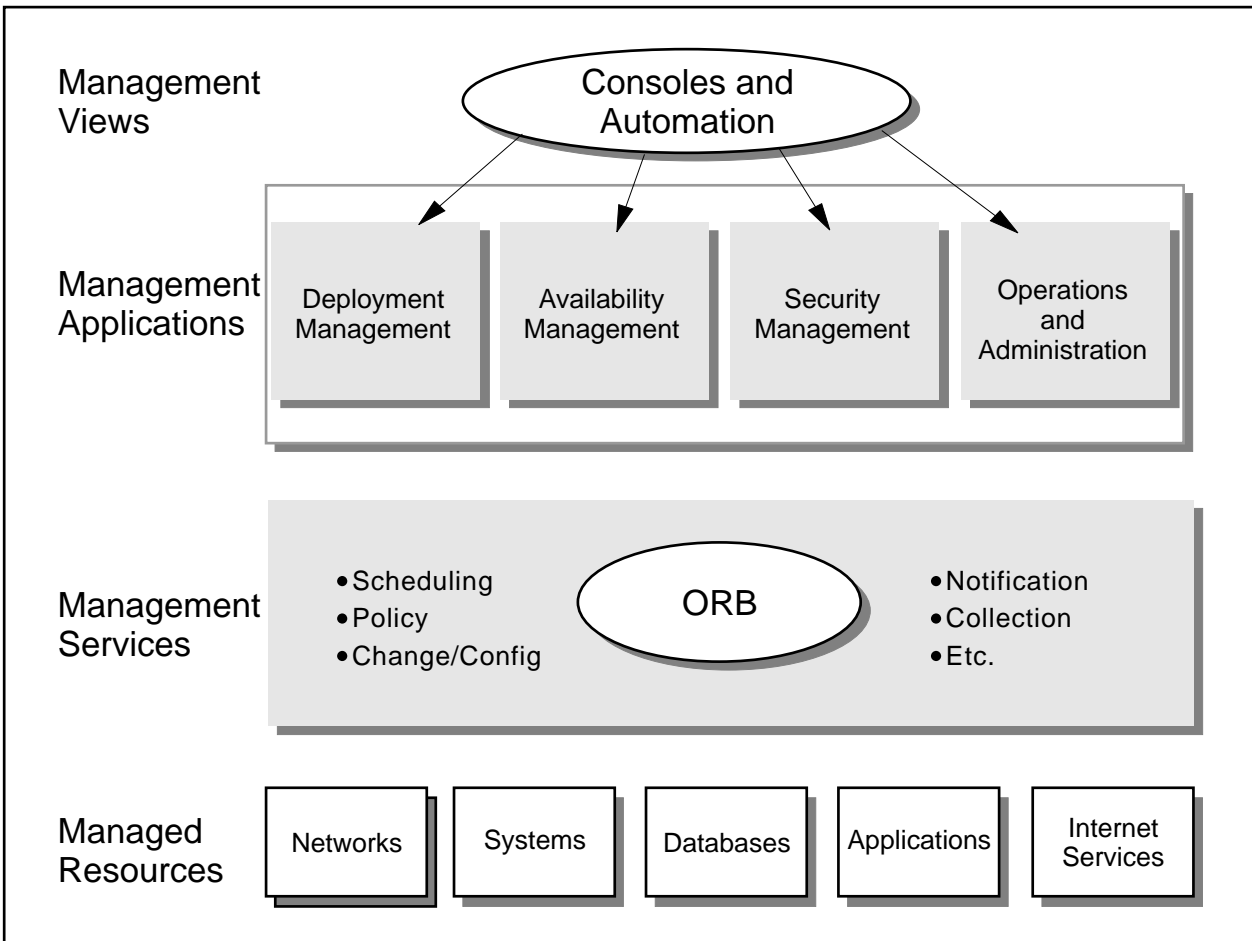 Management
Views
Consoles and
Automation
Management
Applications
Deployment
Management
Availability
Management
Security
Management
Operations
and
Administration
Management
Services
•Scheduling
•Policy
•Change/Config
ORB
•Notification
•Collection
•Etc.
Managed
Resources
Networks
Systems
Databases
Applications
Internet
Services